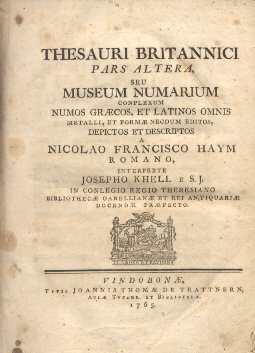 THESAURI BRITANNICI
PARS ALTERA,
SEU
MUSEUM NUMARIUM
COMPLEXUM
NUMOS GRÆCOS, ET LATINOS OMNIS
METALLI, ET FORMÆ NECDUM EDITOS,
DEPICTOS ET DESCRIPTOS
A
NICOLAO FRANCISCO HAYM
ROMANO,
INTERPRETE
JOSEPHO KHELL E S. J.
IN CONLEGIO REGIO THERESIANO
BIBLIOTHECÆ GARELLIANÆ ET REI ANTIQUARIÆ
DOCENDÆ PRÆFECTO.
VINDOBONÆ,
TYPIS JOANNIS THOMÆ DE TRATTNERN,
AULÆ TYPOGR. ET BIBLIOPOLÆ.
1765